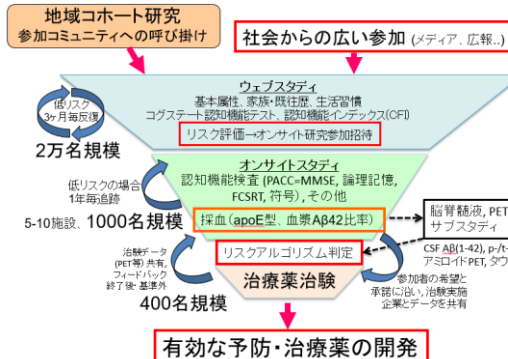 地域コホート研究
参加コミュニティへの呼び掛け
社会からの広い参加 (メディア、広報..)
ウェブスタディ
基本属性、家族・既往歴、生活習慣
コグステート認知機能テスト、認知機能インデックス(CFI)
リスク評価→オンサイト研究参加招待
低リスク
3ヶ月毎反復
2万名規模
オンサイトスタディ
認知機能検査 (PACC=MMSE, 論理記憶,
FCSRT, 符号)、その他
採血（apoE型、血漿Aβ42比率）
低リスクの場合
1年毎追跡
5-10施設、1000名規模
脳脊髄液, PET
サブスタディ
CSF Aβ(1-42), p-/t-
アミロイドPET, タウ
リスクアルゴリズム判定
治療薬治験
治験データ
(PET等) 共有,
フィードバック
終了後・基準外
400名規模
参加者の希望と
承諾に沿い、治験実施
企業とデータを共有
有効な予防・治療薬の開発